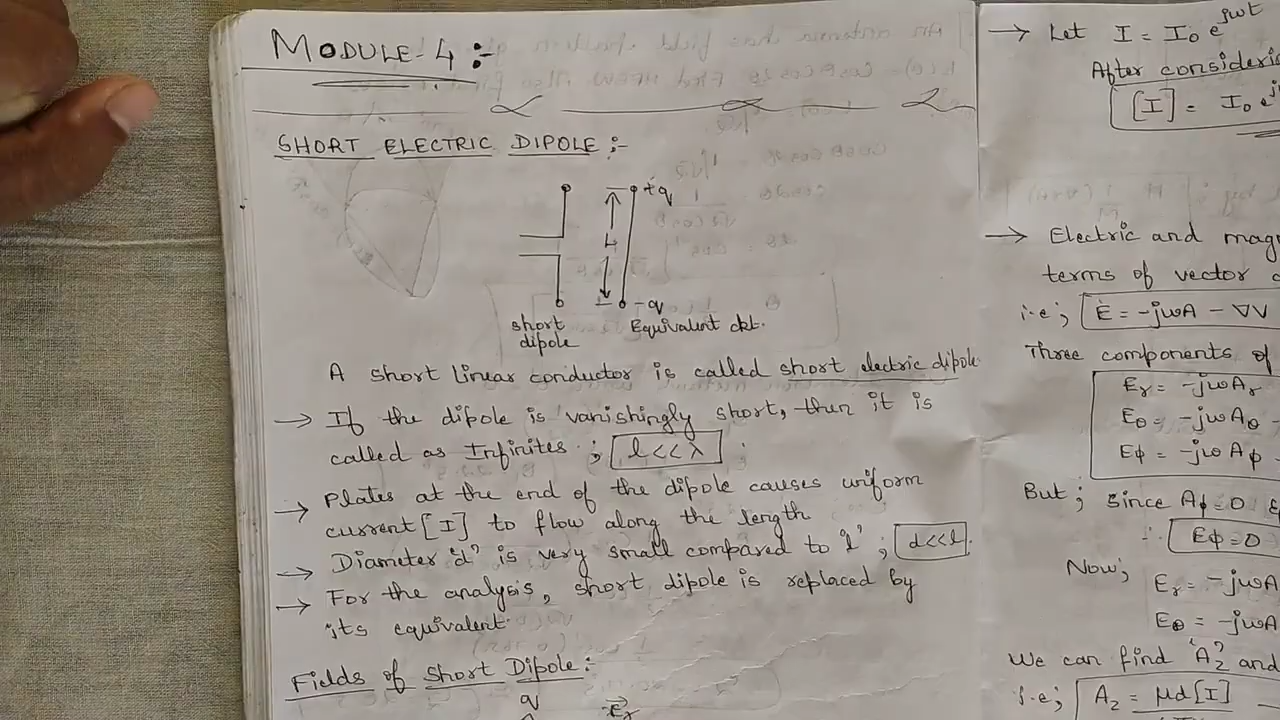 MODULE-4 :-
SHORT ELECTRIC DIPOLE :-
+q
L
-q
short dipole
Equivalent ckt.
A short linear conductor is called short electric dipole
→ If the dipole is vanishingly short, then it is
called as Infinites. ; l<<λ ;
→ Plates at the end of the dipole causes uniform
current [I] to flow along the length
→ Diameter 'd' is very small compared to 'l' ; d<<l.
→ For the analysis, short dipole is replaced by
its equivalent.
Fields of Short Dipole:-
→ Let I = I₀ e^jωt
After
[I] = I₀ e^j
→ Electric and
terms of vector
i.e; E = -jωA - ∇V
Three components of
Er = -jωAr
Eθ = -jωAθ
Eφ = -jωAφ
But; since Aφ=0
∴ Eφ=0
Now; Er = -jωA
Eθ = -jωA
We can find 'Az' and
i.e; Az = μd[I]